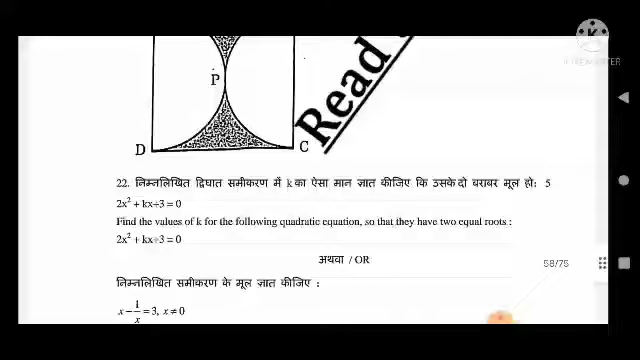 P
D
C
Read
22. निम्नलिखित द्विघात समीकरण में k का ऐसा मान ज्ञात कीजिए कि उसके दो बराबर मूल हो: 5
2x² + kx+3 = 0
Find the values of k for the following quadratic equation, so that they have two equal roots :
2x² + kx+3 = 0
अथवा / OR
58/75
निम्नलिखित समीकरण के मूल ज्ञात कीजिए :
x - 1/x = 3, x ≠ 0